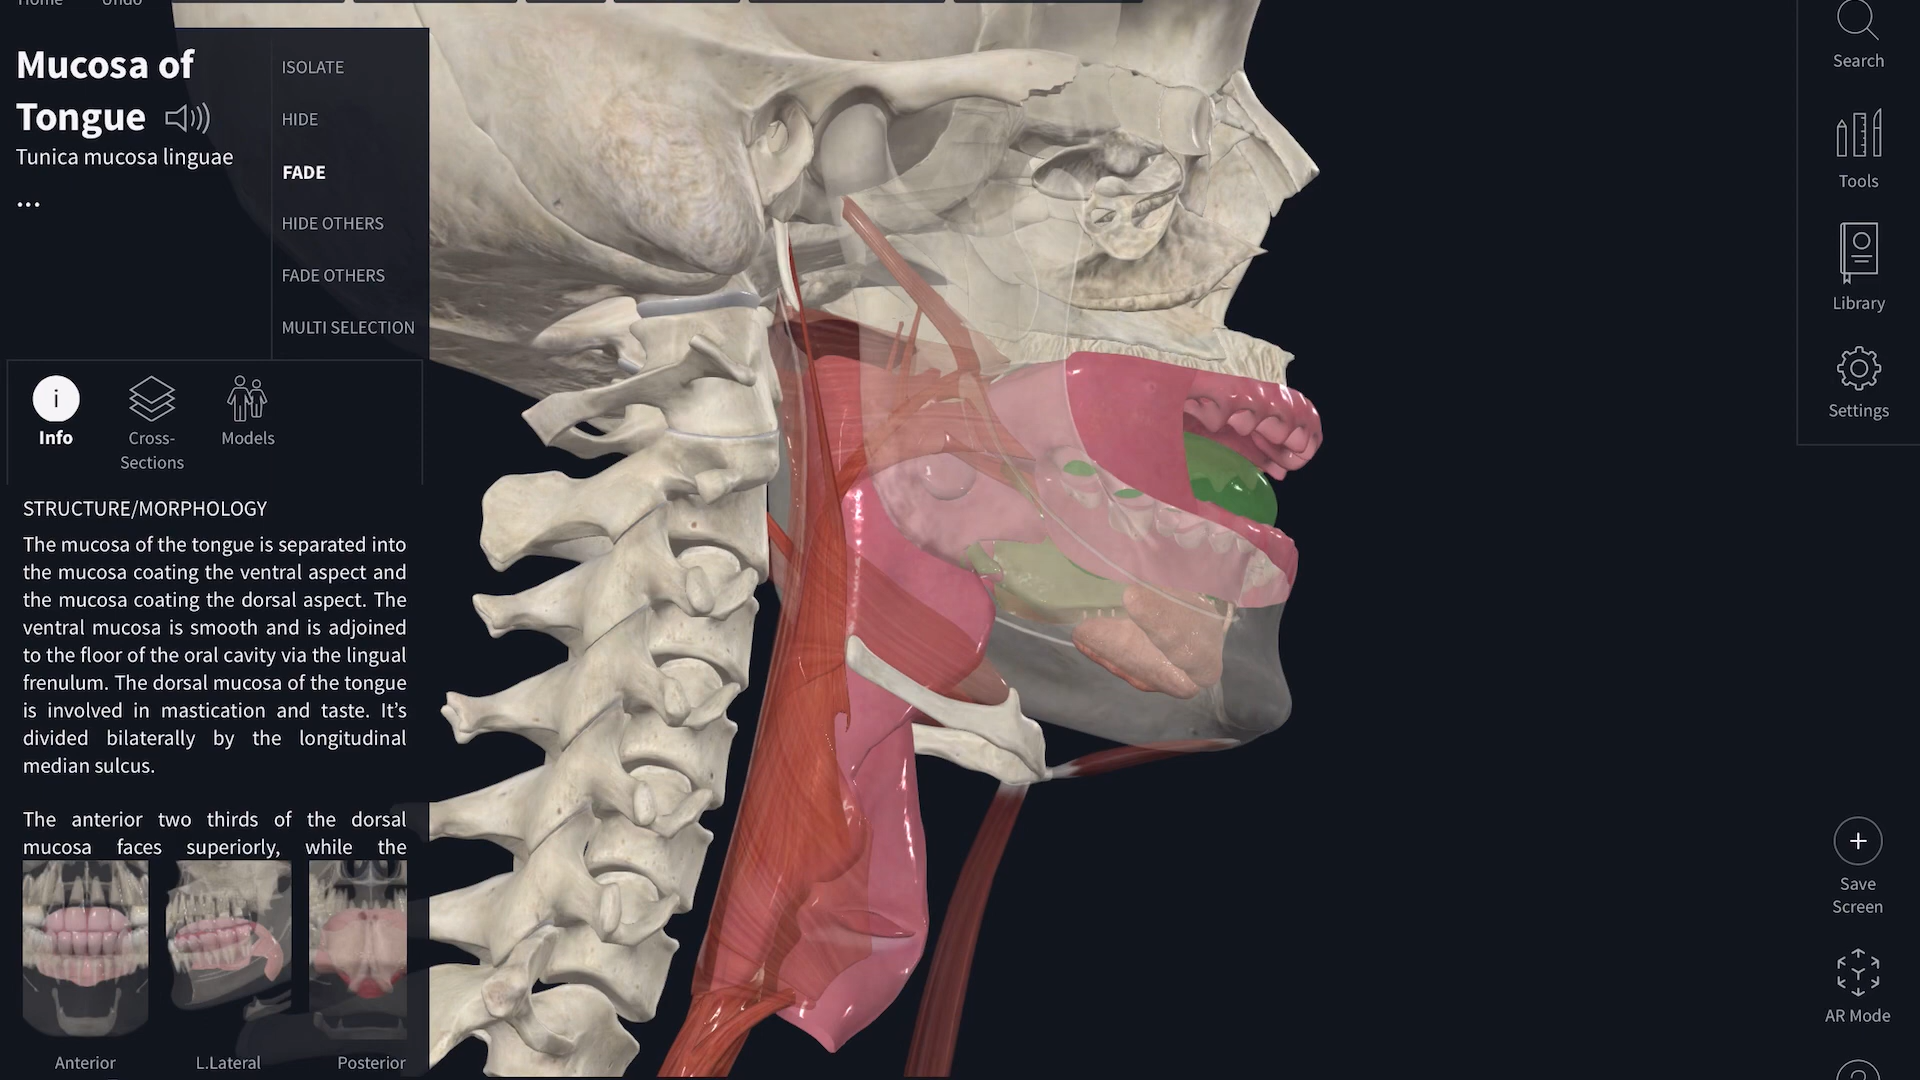 Home
Undo
Mucosa of
Tongue
Tunica mucosa linguae
...
ISOLATE
HIDE
FADE
HIDE OTHERS
FADE OTHERS
MULTI SELECTION
i
Info
Cross-
Sections
Models
STRUCTURE/MORPHOLOGY
The mucosa of the tongue is separated into
the mucosa coating the ventral aspect and
the mucosa coating the dorsal aspect. The
ventral mucosa is smooth and is adjoined
to the floor of the oral cavity via the lingual
frenulum. The dorsal mucosa of the tongue
is involved in mastication and taste. It’s
divided bilaterally by the longitudinal
median sulcus.
The anterior two thirds of the dorsal
mucosa faces superiorly, while the
Anterior
L.Lateral
Posterior
Search
Tools
Library
Settings
Save
Screen
AR Mode